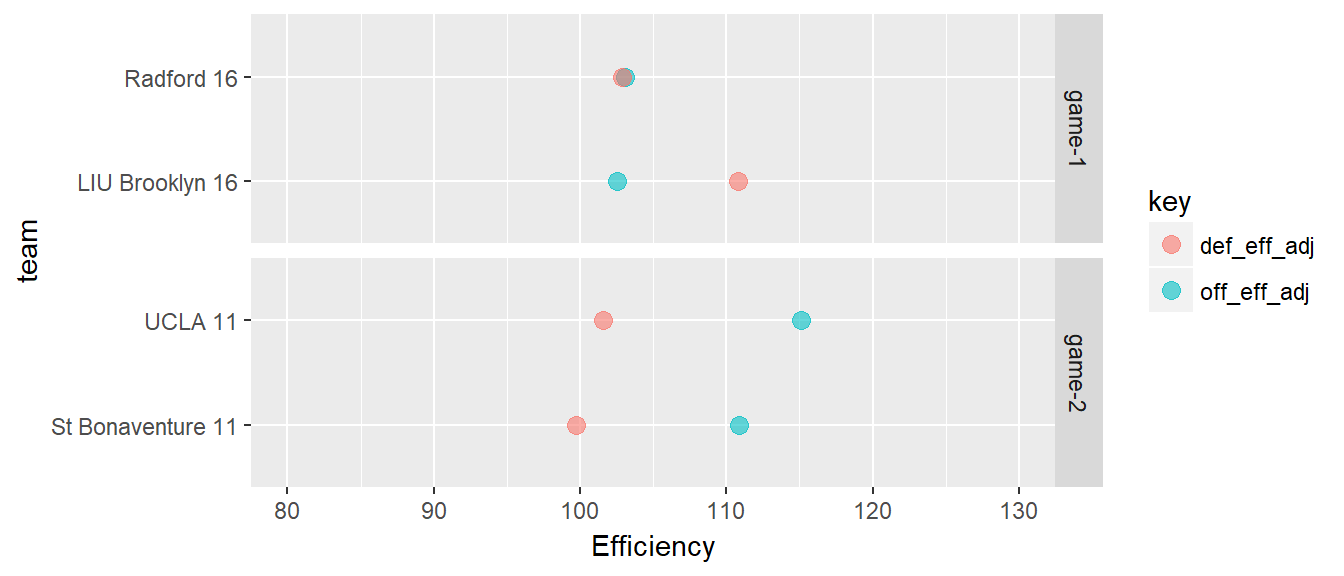 Radford 16
LIU Brooklyn 16
game-1
UCLA 11
St Bonaventure 11
game-2
team
80 90 100 110 120 130
Efficiency
key
def_eff_adj
off_eff_adj